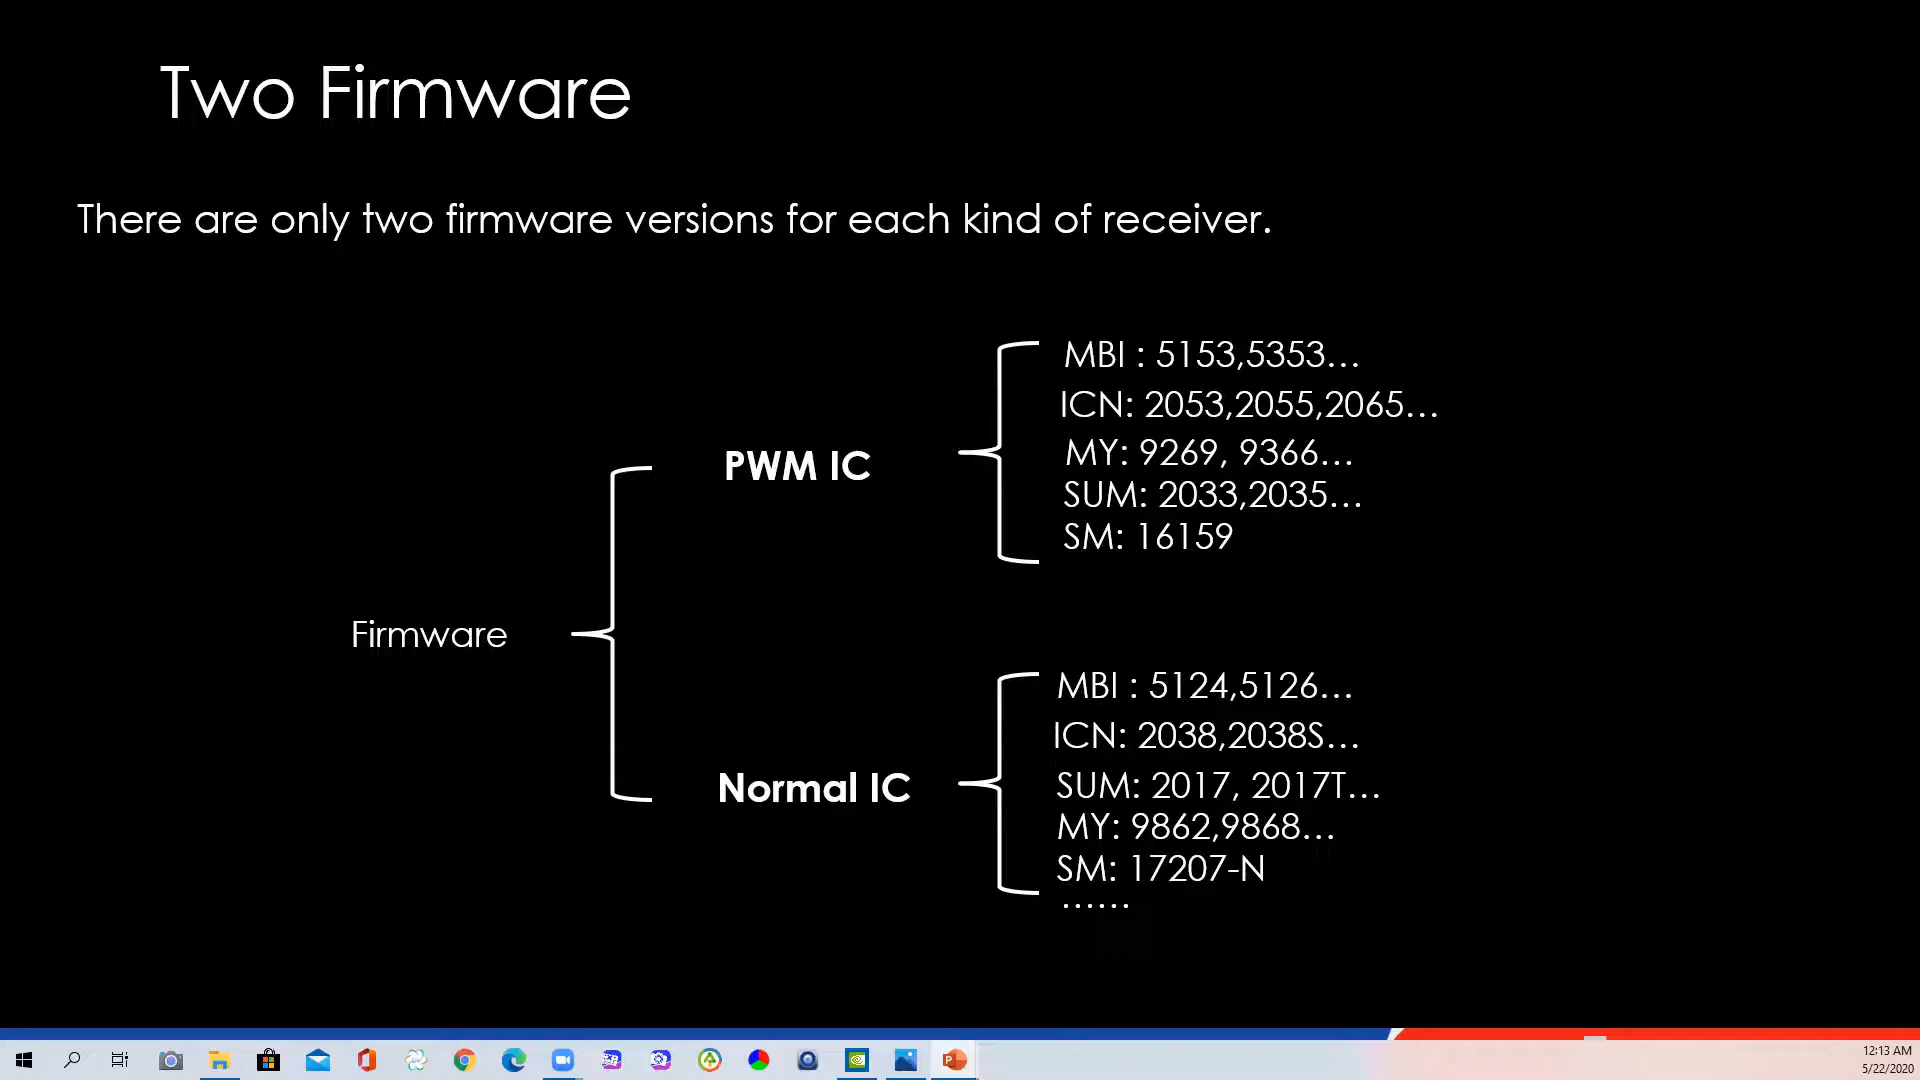 Two Firmware
There are only two firmware versions for each kind of receiver.
MBI : 5153,5353...
ICN: 2053,2055,2065...
PWM IC
MY: 9269, 9366...
SUM: 2033,2035...
SM: 16159
Firmware
MBI : 5124,5126...
ICN: 2038,2038S...
Normal IC
SUM: 2017, 2017T...
MY: 9862,9868...
SM: 17207-N
......
12:13 AM
5/22/2020